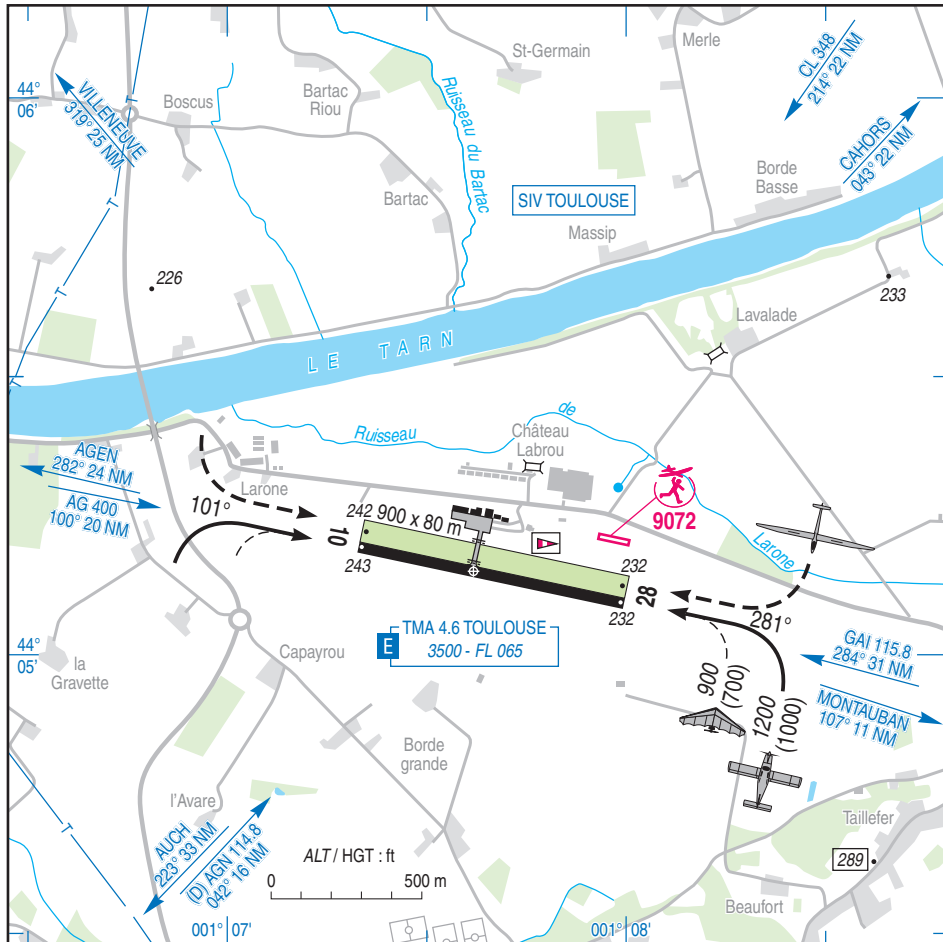 St-Germain
Merle
CL 348
214° 22 NM
44°
06'
VILLENEUVE
319° 25 NM
Boscus
Bartac
Riou
Ruisseau du Bartac
CAHORS
043° 22 NM
Borde
Basse
Bartac
SIV TOULOUSE
Massip
T
T
T
226
233
Lavalade
LE TARN
de
Ruisseau
Château
Labrou
AGEN
282° 24 NM
AG 400
100° 20 NM
Larone
101°
9072
242
900 x 80 m
10
243
Larone
232
28
232
281°
TMA 4.6 TOULOUSE
E
3500 - FL 065
44°
05'
la
Gravette
Capayrou
GAI 115.8
284° 31 NM
900
(700)
1200
(1000)
MONTAUBAN
107° 11 NM
Borde
grande
l'Avare
Taillefer
T
AUCH
223° 33 NM
(D) AGN 114.8
042° 16 NM
ALT / HGT : ft
289
0
500 m
Beaufort
001° 07'
001° 08'